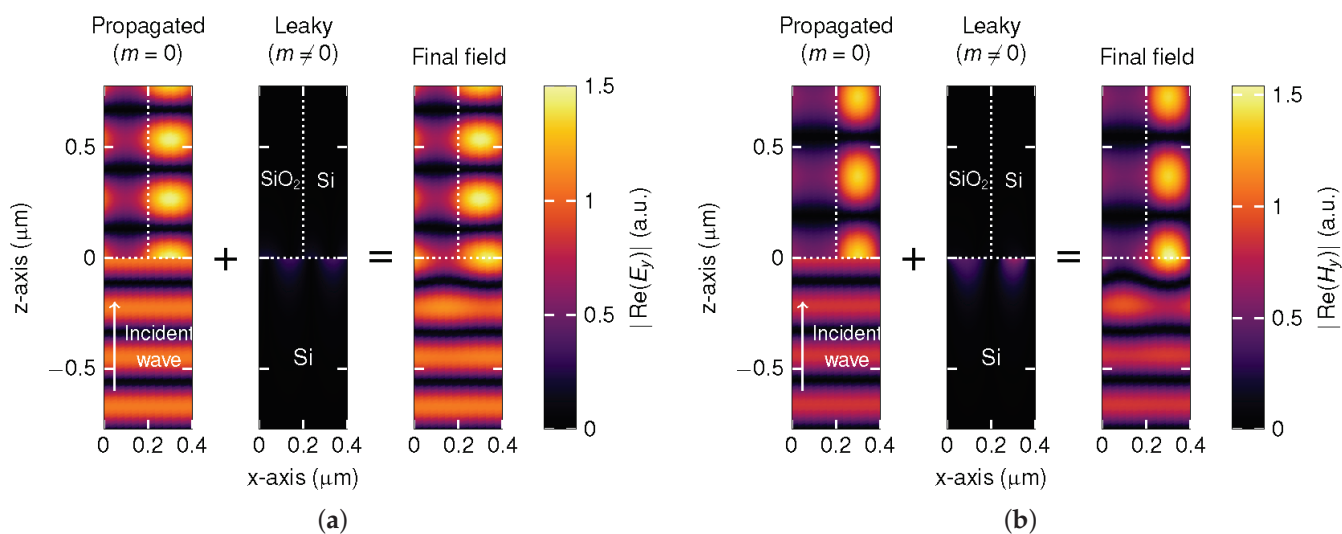 Propagated
(m = 0)
Leaky
(m ≠ 0)
Final field
z-axis (μm)
0.5
0
−0.5
SiO₂
Si
+
=
Incident
wave
Si
0 0.2 0.4
0 0.2 0.4
0 0.2 0.4
x-axis (μm)
1.5
1
0.5
0
| Re(E_y)| (a.u.)
(a)
Propagated
(m = 0)
Leaky
(m ≠ 0)
Final field
z-axis (μm)
0.5
0
−0.5
SiO₂
Si
+
=
Incident
wave
Si
0 0.2 0.4
0 0.2 0.4
0 0.2 0.4
x-axis (μm)
1.5
1
0.5
0
| Re(H_y)| (a.u.)
(b)